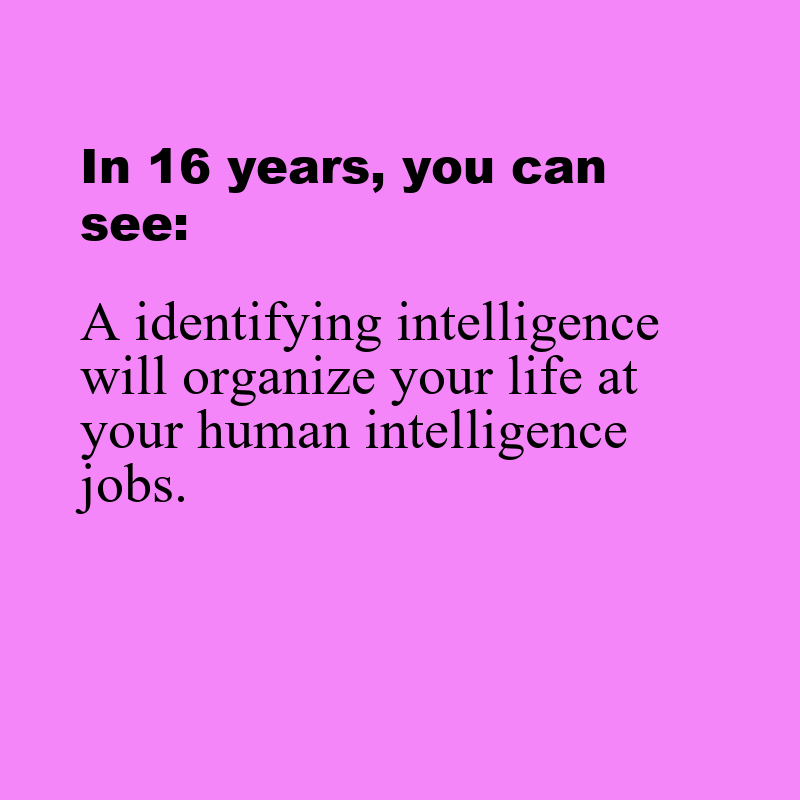 In 16 years, you can
see:
A identifying intelligence
will organize your life at
your human intelligence
jobs.